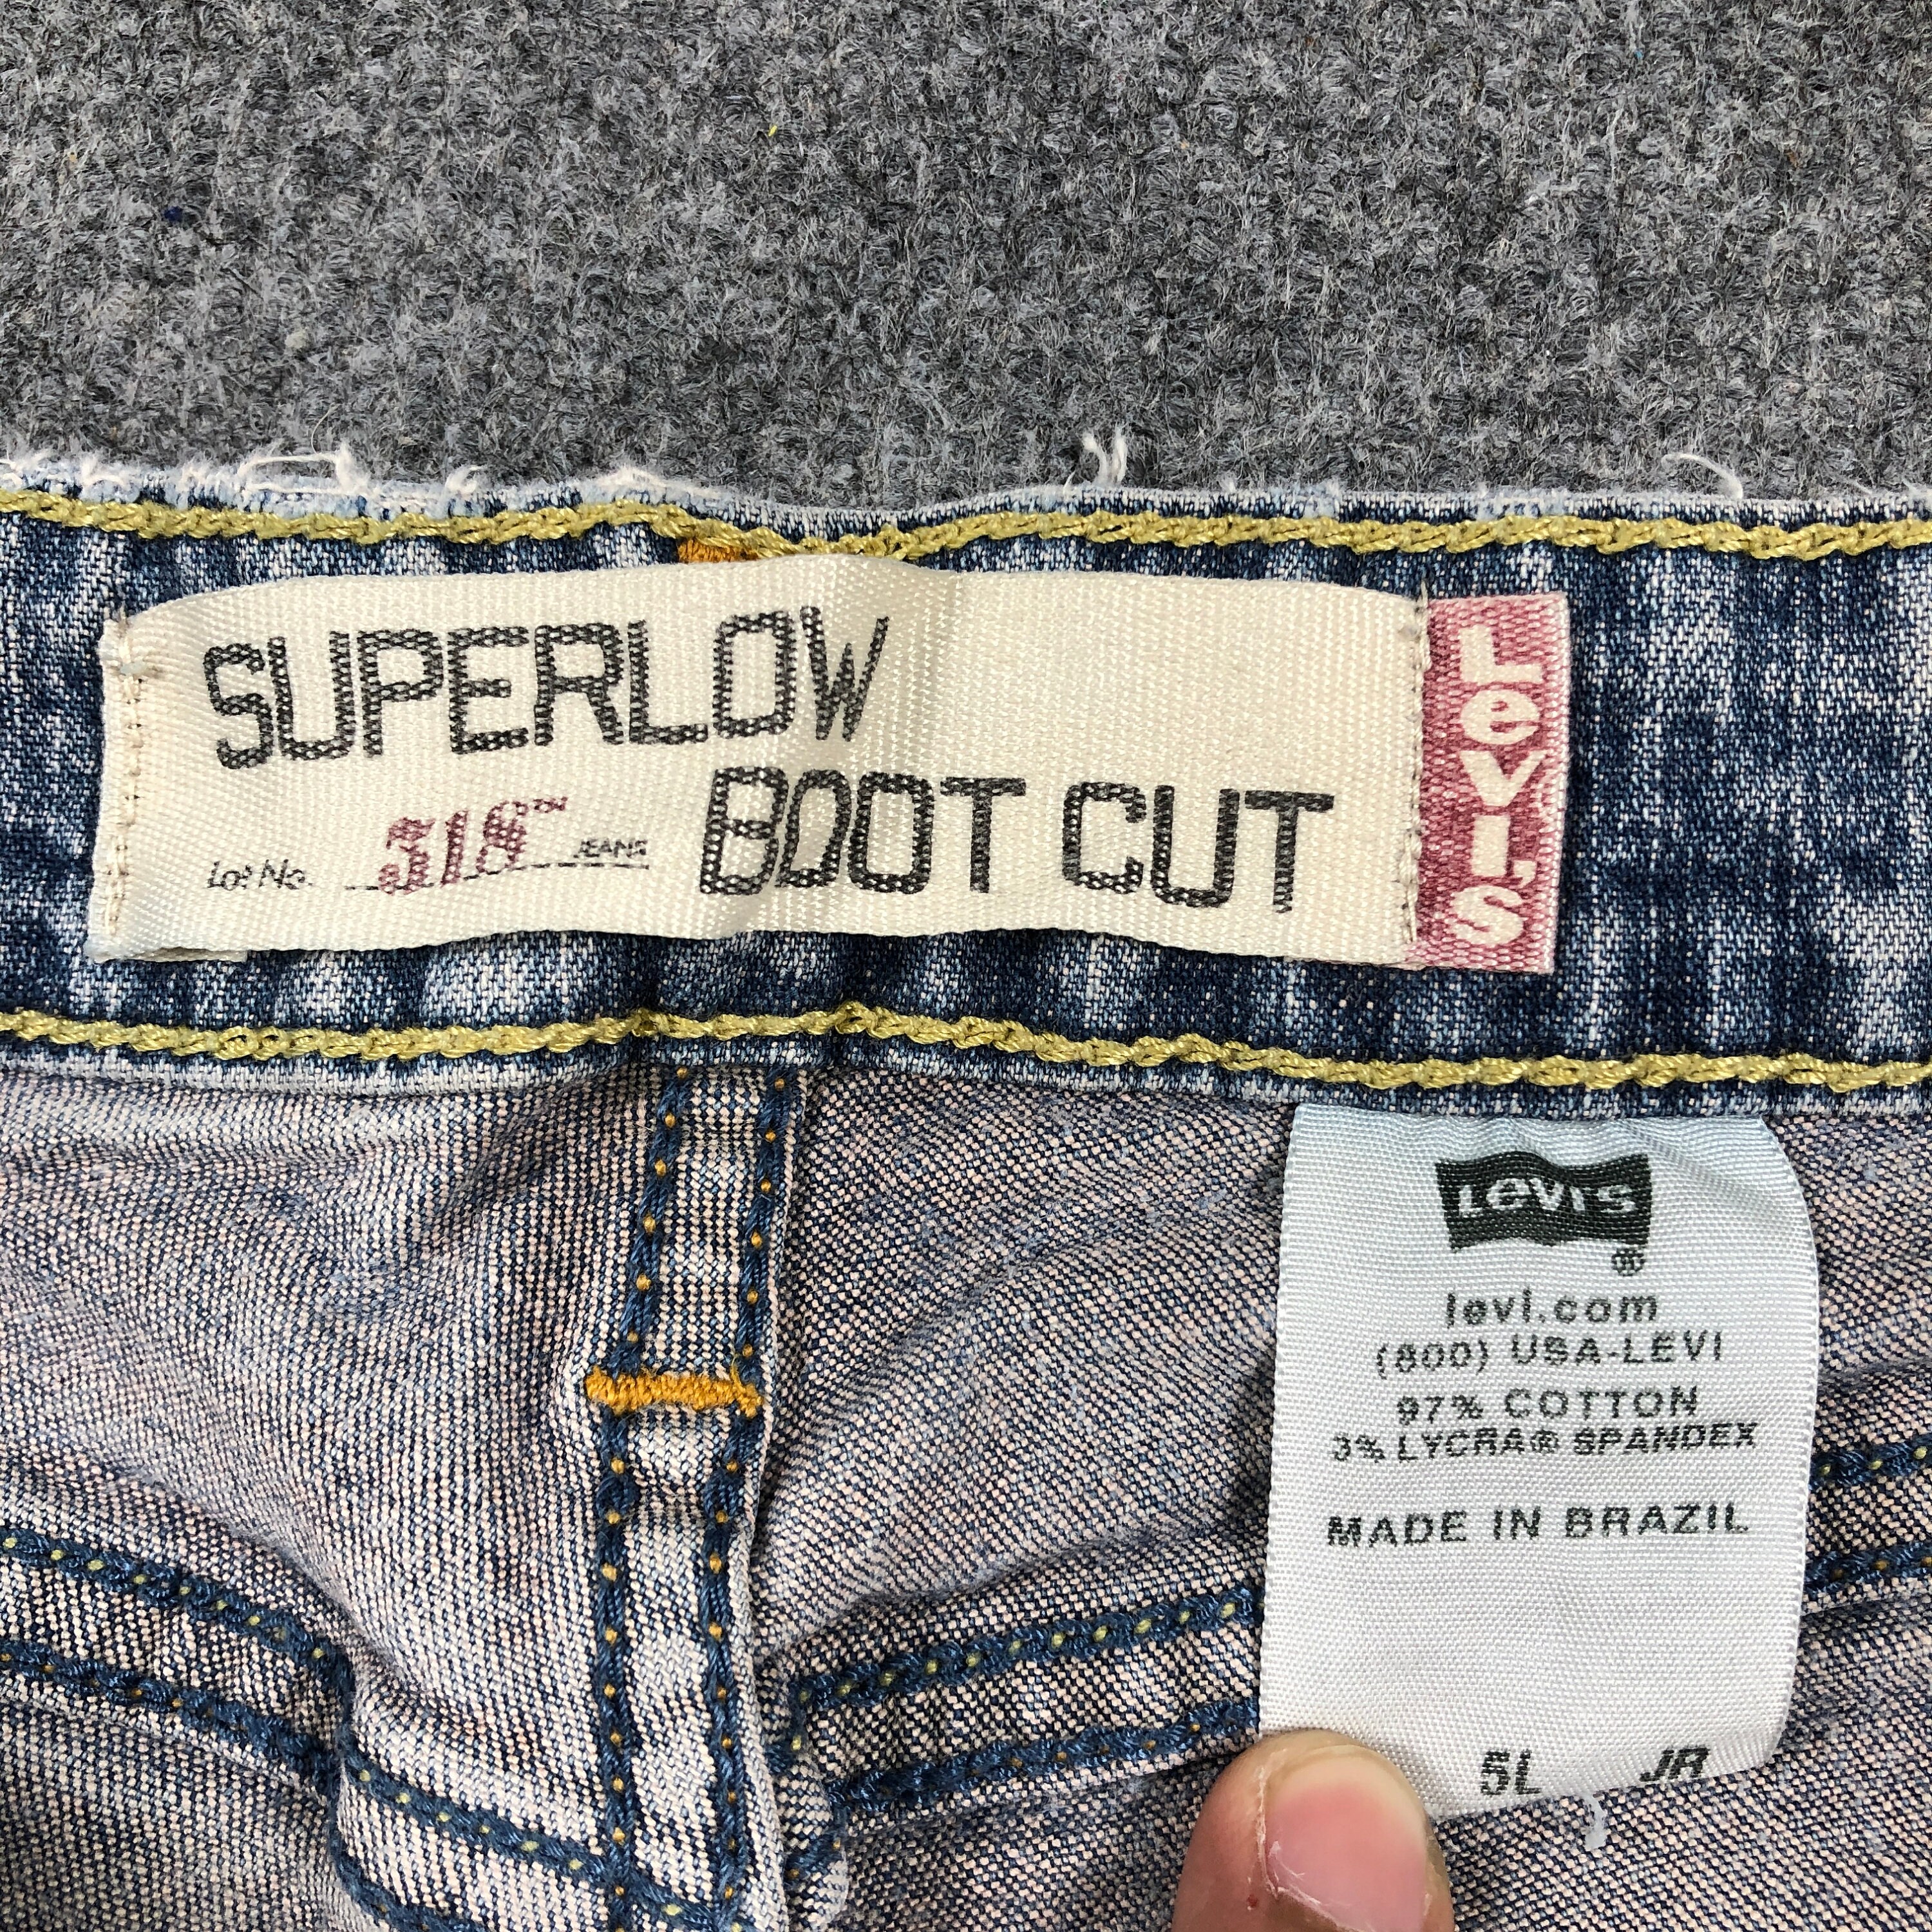 SUPERLOW
Lot No. 518™ JEANS BOOT CUT
LeVI'S
LeVI'S
®
levi.com
(800) USA-LEVI
97% COTTON
3% LYCRA® SPANDEX
MADE IN BRAZIL
5L JR